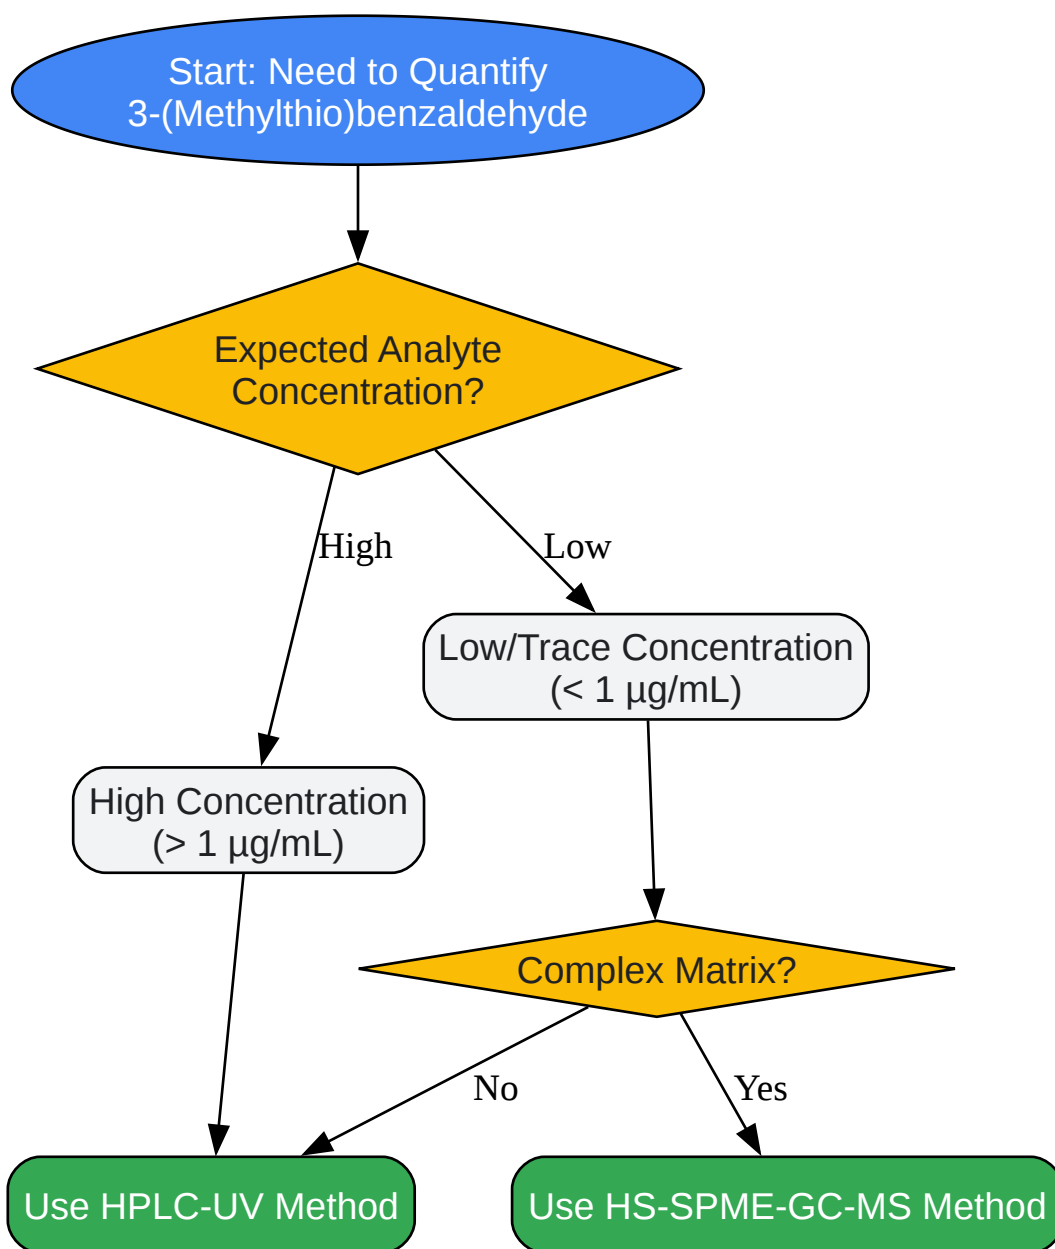 Start: Need to Quantify
3-(Methylthio)benzaldehyde
Expected Analyte
Concentration?
High
Low
Low/Trace Concentration
(< 1 µg/mL)
High Concentration
(> 1 µg/mL)
Complex Matrix?
No
Yes
Use HPLC-UV Method
Use HS-SPME-GC-MS Method